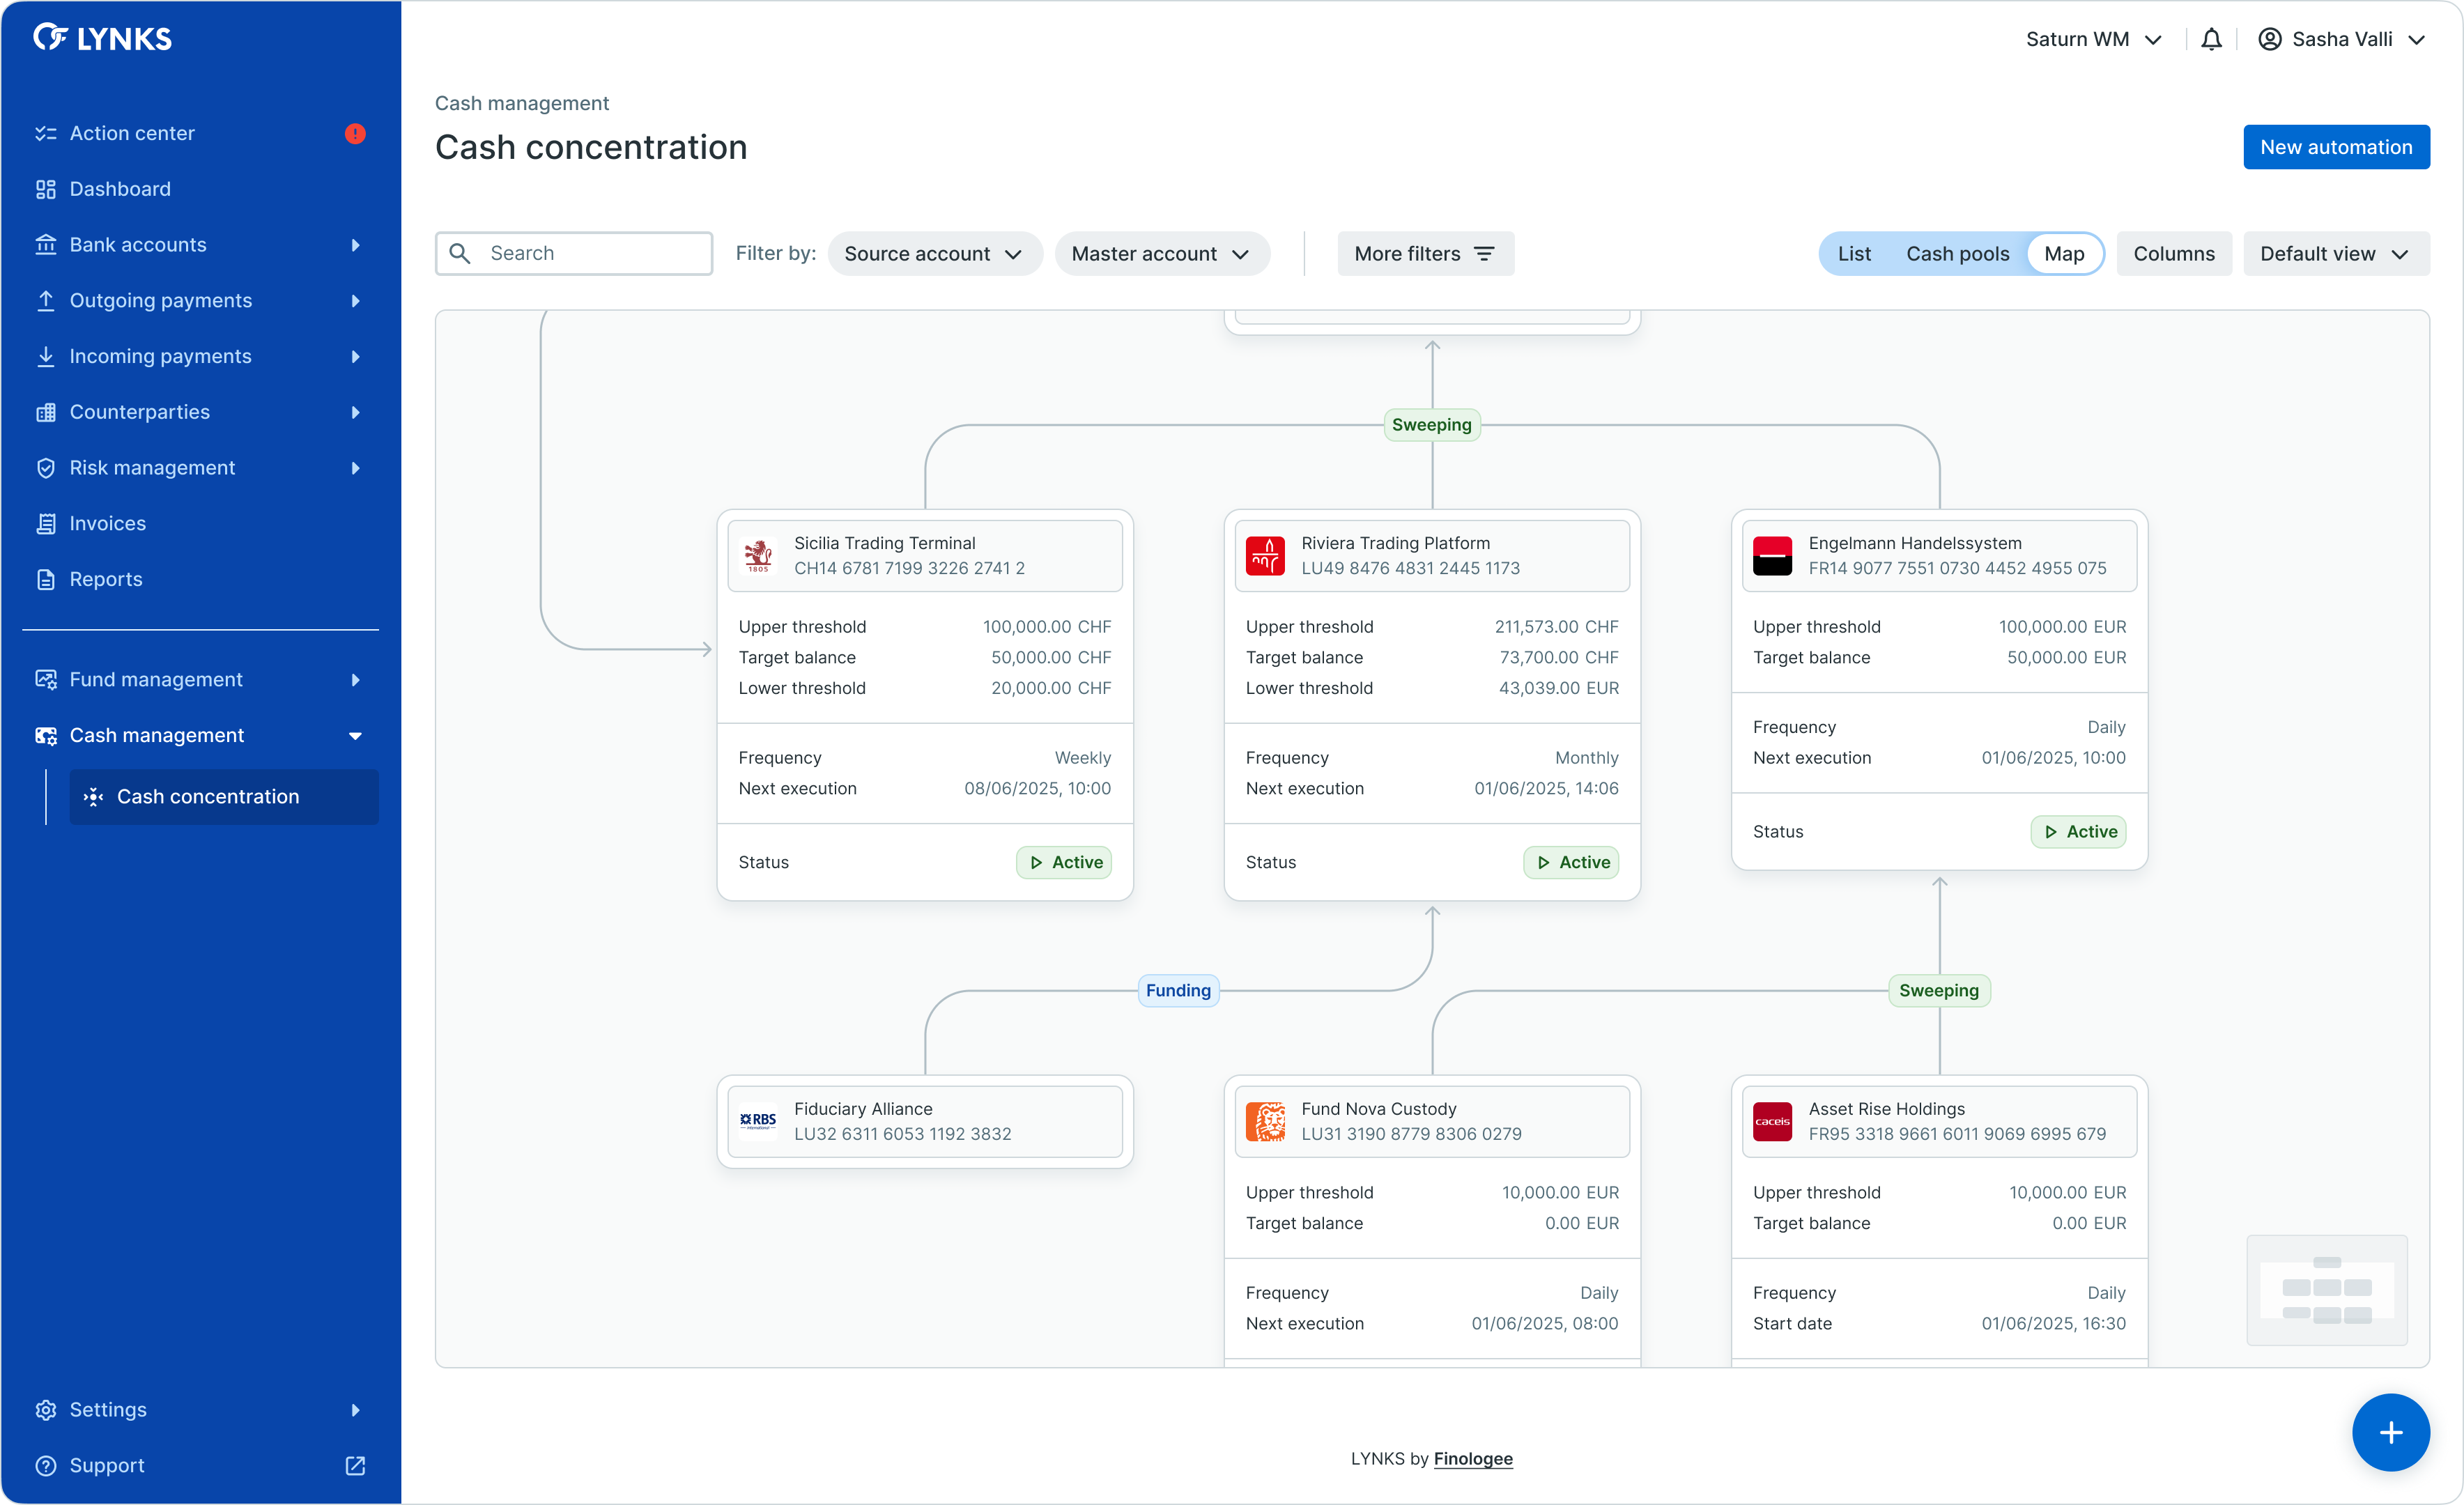 LYNKS
Action center
Dashboard
Bank accounts
Outgoing payments
Incoming payments
Counterparties
Risk management
Invoices
Reports
Fund management
Cash management
Cash concentration
Settings
Support
Saturn WM
Sasha Valli
Cash management
Cash concentration
New automation
Search
Filter by:
Source account
Master account
More filters
List
Cash pools
Map
Columns
Default view
Sweeping
1805
Sicilia Trading Terminal
CH14 6781 7199 3226 2741 2
Upper threshold 100,000.00 CHF
Target balance 50,000.00 CHF
Lower threshold 20,000.00 CHF
Frequency Weekly
Next execution 08/06/2025, 10:00
Status Active
Riviera Trading Platform
LU49 8476 4831 2445 1173
Upper threshold 211,573.00 CHF
Target balance 73,700.00 CHF
Lower threshold 43,039.00 EUR
Frequency Monthly
Next execution 01/06/2025, 14:06
Status Active
Engelmann Handelssystem
FR14 9077 7551 0730 4452 4955 075
Upper threshold 100,000.00 EUR
Target balance 50,000.00 EUR
Frequency Daily
Next execution 01/06/2025, 10:00
Status Active
Funding
Sweeping
RBS
International
Fiduciary Alliance
LU32 6311 6053 1192 3832
Fund Nova Custody
LU31 3190 8779 8306 0279
Upper threshold 10,000.00 EUR
Target balance 0.00 EUR
Frequency Daily
Next execution 01/06/2025, 08:00
caceis
Asset Rise Holdings
FR95 3318 9661 6011 9069 6995 679
Upper threshold 10,000.00 EUR
Target balance 0.00 EUR
Frequency Daily
Start date 01/06/2025, 16:30
LYNKS by Finologee